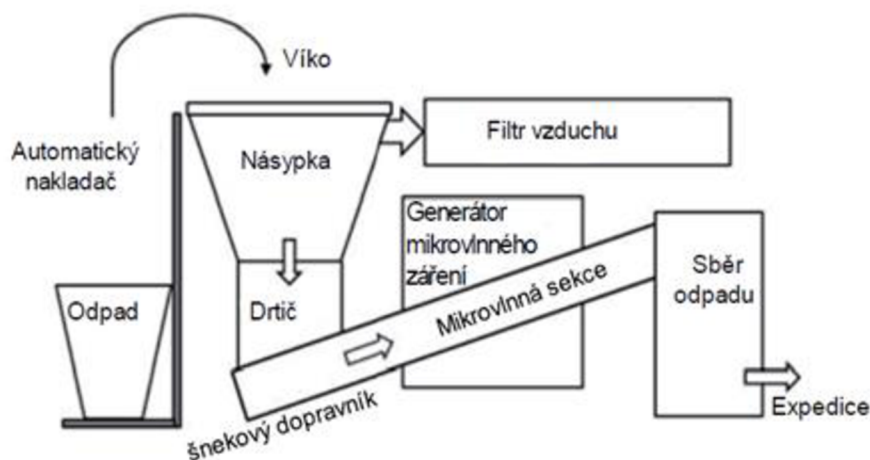 Víko
Automatický
nakladač
Násypka
Filtr vzduchu
Generátor
mikrovlnného
záření
Sběr
odpadu
Odpad
Drtič
Mikrovlnná sekce
šnekový dopravník
Expedice